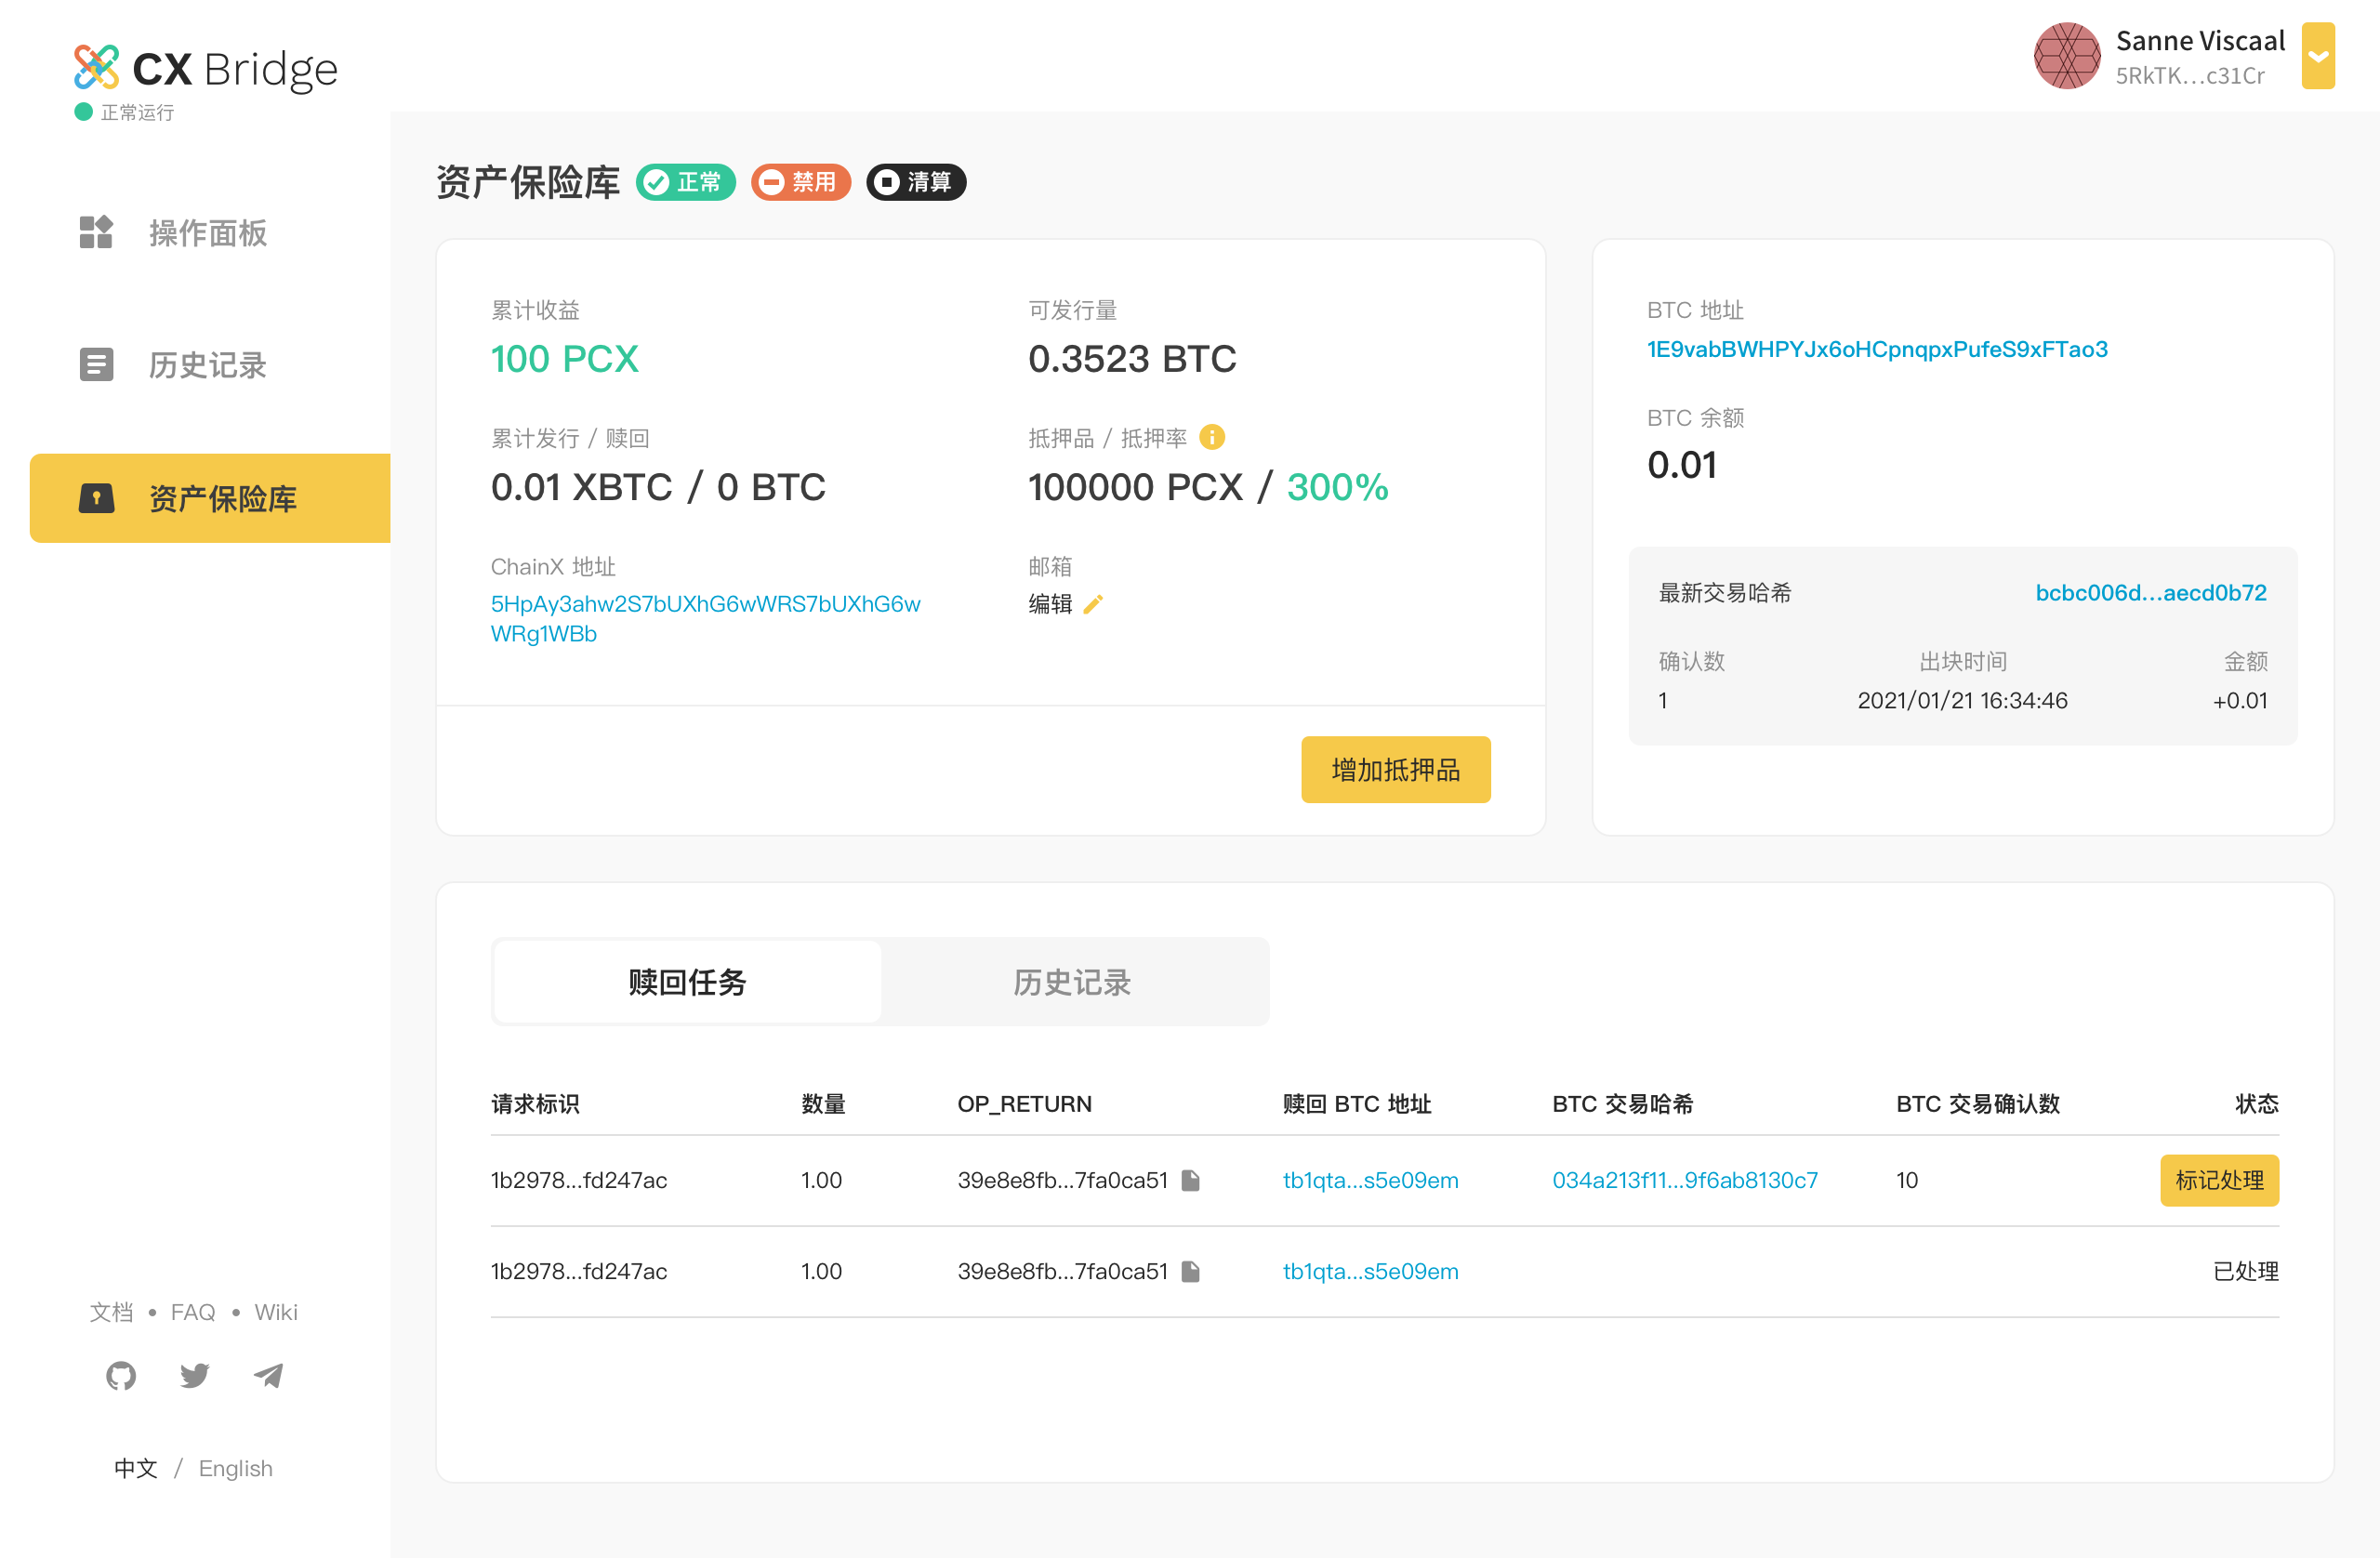 CX Bridge
正常运行
Sanne Viscaal
5RkTK...c31Cr
操作面板
历史记录
资产保险库
文档 • FAQ • Wiki
中文 / English
资产保险库 正常 禁用 清算
累计收益
100 PCX
可发行量
0.3523 BTC
累计发行 / 赎回
0.01 XBTC / 0 BTC
抵押品 / 抵押率
100000 PCX / 300%
ChainX 地址
5HpAy3ahw2S7bUXhG6wWRS7bUXhG6w
WRg1WBb
邮箱
编辑
增加抵押品
BTC 地址
1E9vabBWHPYJx6oHCpnqpxPufeS9xFTao3
BTC 余额
0.01
最新交易哈希 bcbc006d...aecd0b72
确认数 出块时间 金额
1 2021/01/21 16:34:46 +0.01
赎回任务 历史记录
请求标识 数量 OP_RETURN 赎回 BTC 地址 BTC 交易哈希 BTC 交易确认数 状态
1b2978...fd247ac 1.00 39e8e8fb...7fa0ca51 tb1qta...s5e09em 034a213f11...9f6ab8130c7 10 标记处理
1b2978...fd247ac 1.00 39e8e8fb...7fa0ca51 tb1qta...s5e09em 已处理